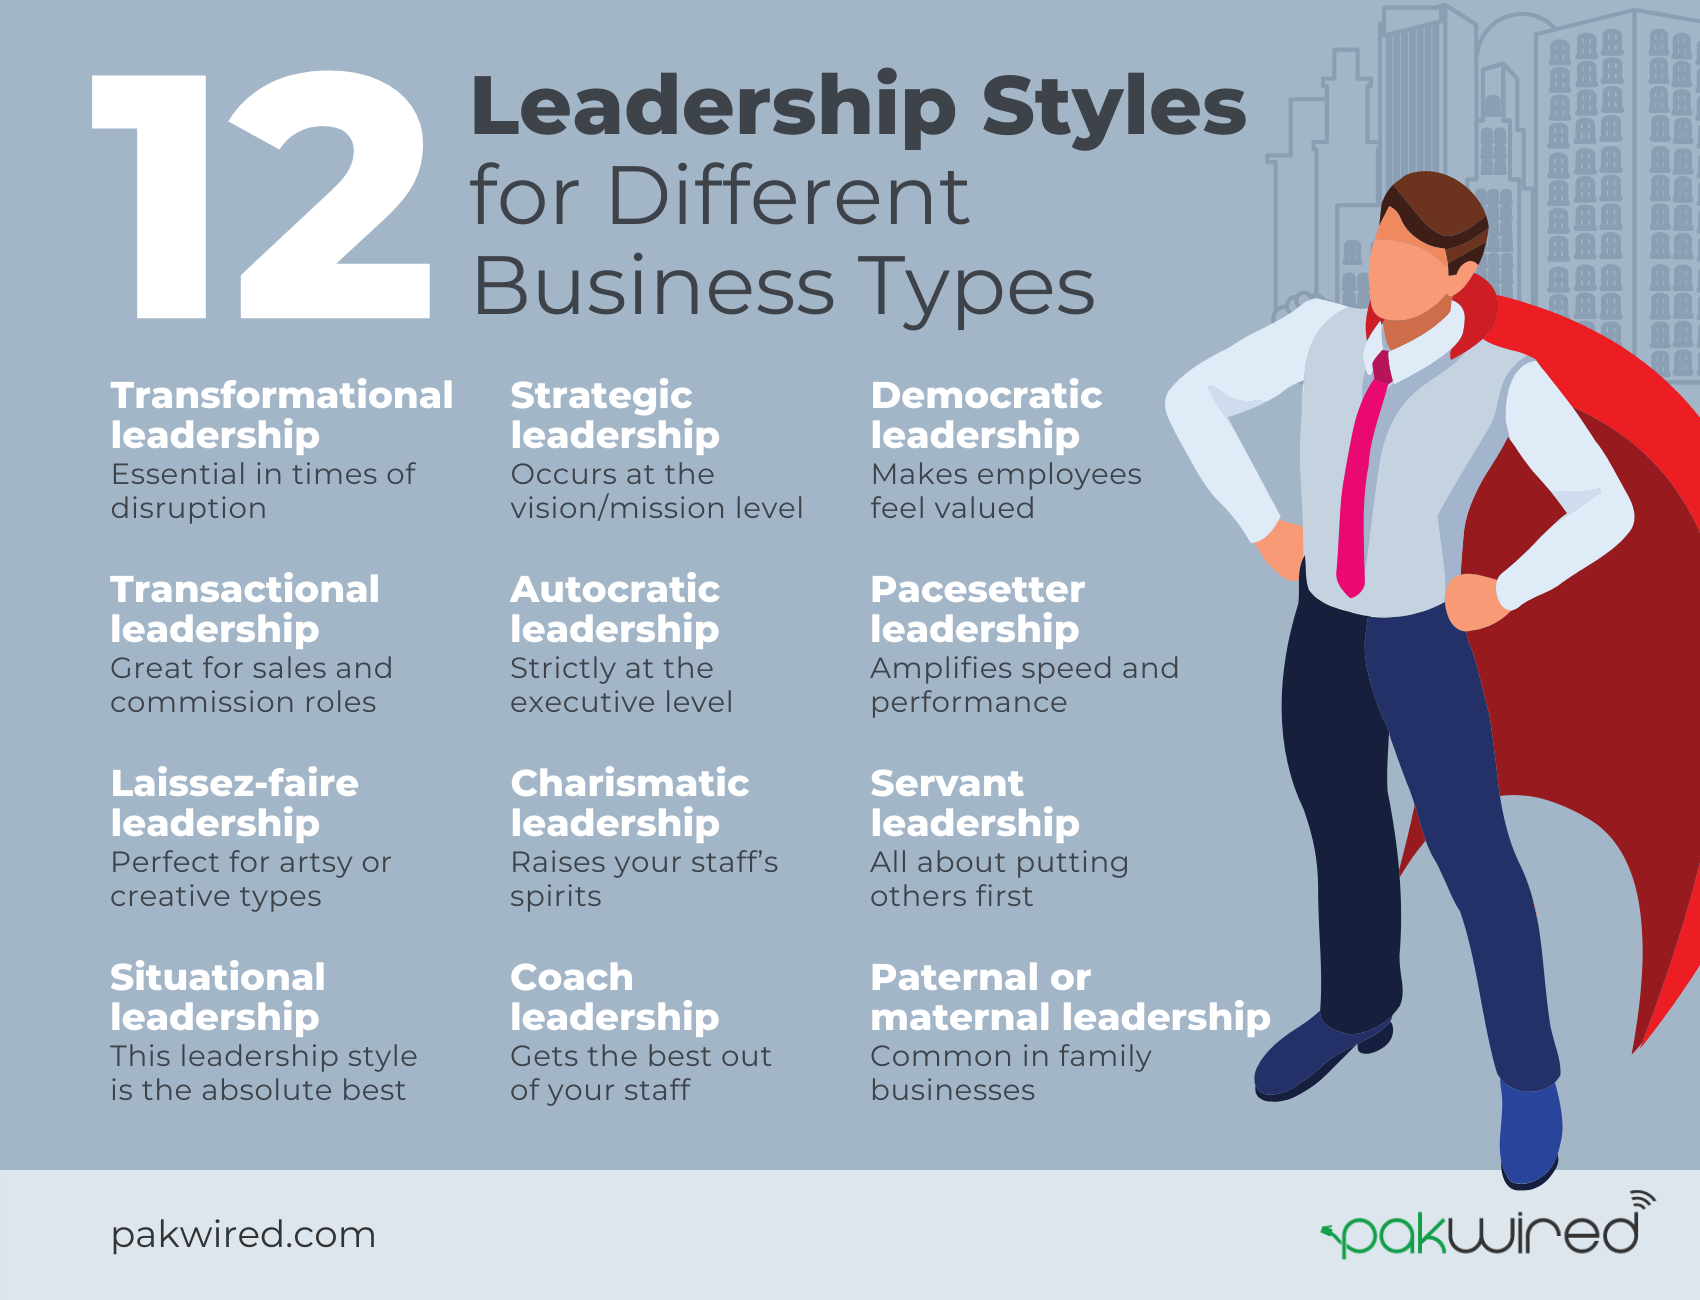 12
Leadership Styles
for Different
Business Types
Transformational
leadership
Essential in times of
disruption
Strategic
leadership
Occurs at the
vision/mission level
Democratic
leadership
Makes employees
feel valued
Transactional
leadership
Great for sales and
commission roles
Autocratic
leadership
Strictly at the
executive level
Pacesetter
leadership
Amplifies speed and
performance
Laissez-faire
leadership
Perfect for artsy or
creative types
Charismatic
leadership
Raises your staff’s
spirits
Servant
leadership
All about putting
others first
Situational
leadership
This leadership style
is the absolute best
Coach
leadership
Gets the best out
of your staff
Paternal or
maternal leadership
Common in family
businesses
pakwired.com
pakwired